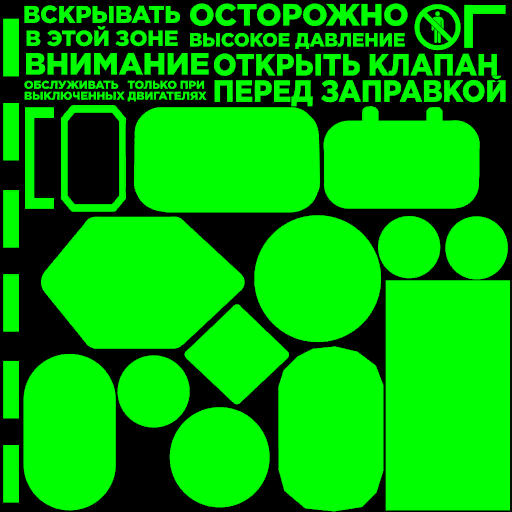 ВСКРЫВАТЬ
В ЭТОЙ ЗОНЕ
ОСТОРОЖНО
ВЫСОКОЕ ДАВЛЕНИЕ
ВНИМАНИЕ
ОБСЛУЖИВАТЬ ТОЛЬКО ПРИ
ВЫКЛЮЧЕННЫХ ДВИГАТЕЛЯХ
ОТКРЫТЬ КЛАПАН
ПЕРЕД ЗАПРАВКОЙ